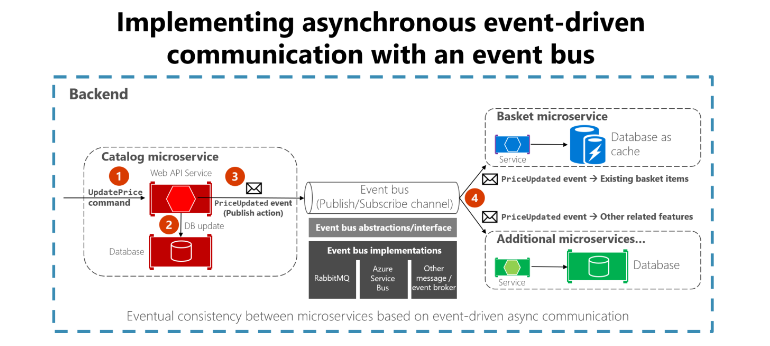 Implementing asynchronous event-driven
communication with an event bus
Backend
Catalog microservice
Web API Service
1
UpdatePrice
command
3
PriceUpdated event
(Publish action)
2
DB update
Database
Event bus
(Publish/Subscribe channel)
Event bus abstractions/interface
Event bus implementations
RabbitMQ
Azure
Service
Bus
Other
message /
event broker
4
Basket microservice
Service
Database as
cache
PriceUpdated event → Existing basket items
PriceUpdated event → Other related features
Additional microservices...
Service
Database
Eventual consistency between microservices based on event-driven async communication